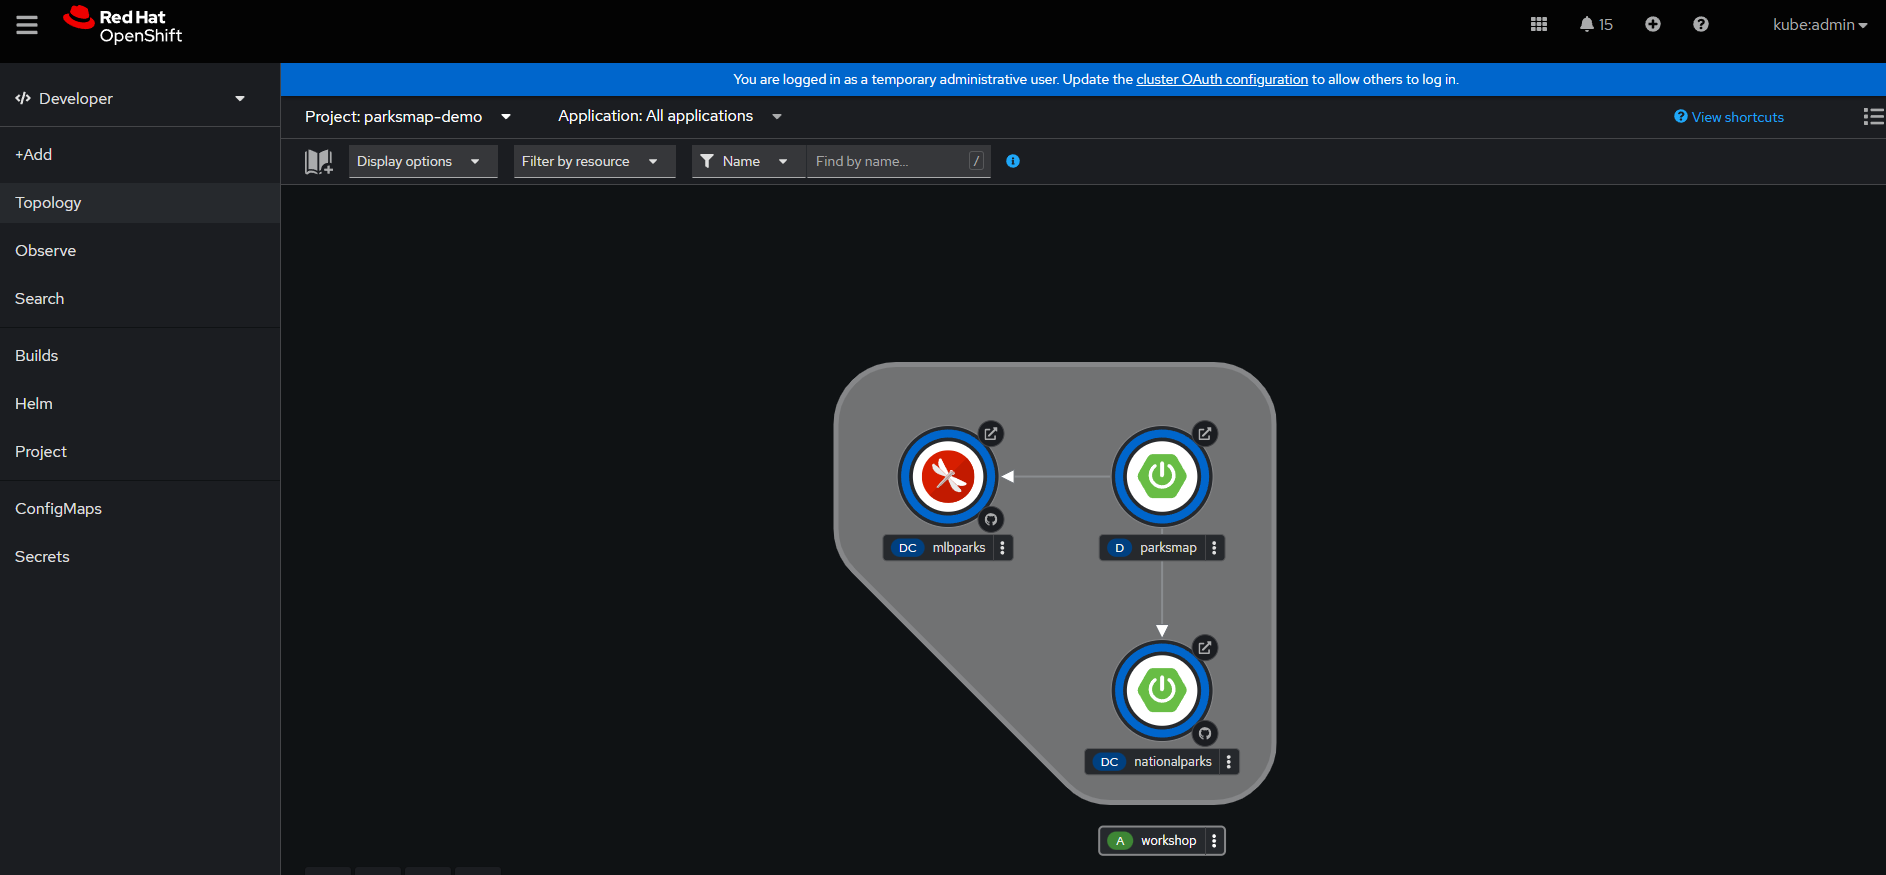 Red Hat
OpenShift
15
kube:admin
You are logged in as a temporary administrative user. Update the cluster OAuth configuration to allow others to log in.
Developer
Project: parksmap-demo
Application: All applications
View shortcuts
Display options
Filter by resource
Name
Find by name...
/
+Add
Topology
Observe
Search
Builds
Helm
Project
ConfigMaps
Secrets
DC mlbparks
D parksmap
DC nationalparks
A workshop